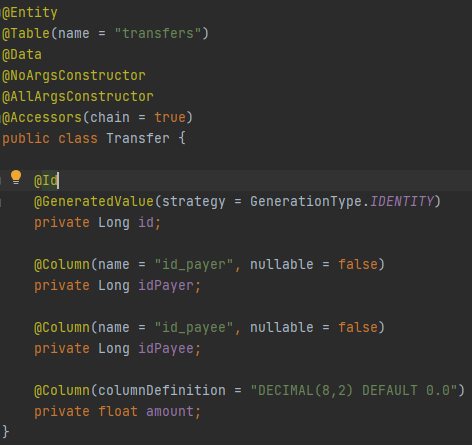 @Entity
@Table(name = "transfers")
@Data
@NoArgsConstructor
@AllArgsConstructor
@Accessors(chain = true)
public class Transfer {
@Id
@GeneratedValue(strategy = GenerationType.IDENTITY)
private Long id;
@Column(name = "id_payer", nullable = false)
private Long idPayer;
@Column(name = "id_payee", nullable = false)
private Long idPayee;
@Column(columnDefinition = "DECIMAL(8,2) DEFAULT 0.0")
private float amount;
}